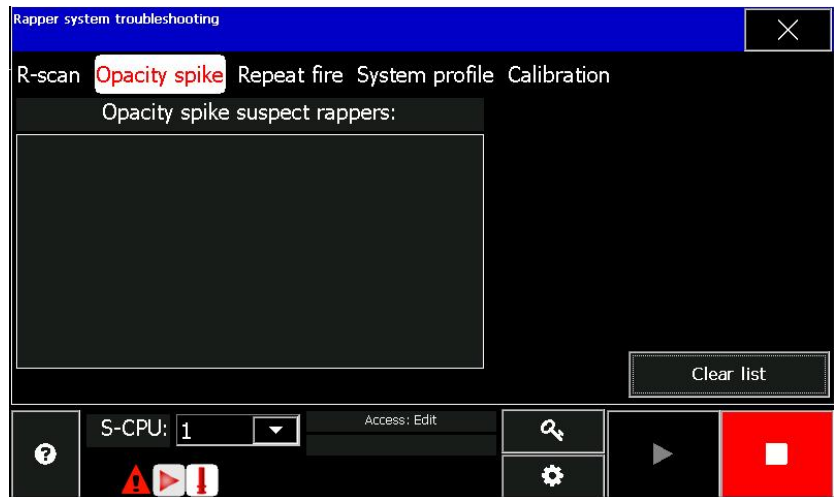 Rapper system troubleshooting
R-scan Opacity spike Repeat fire System profile Calibration
Opacity spike suspect rappers:
Clear list
S-CPU: 1
Access: Edit
?